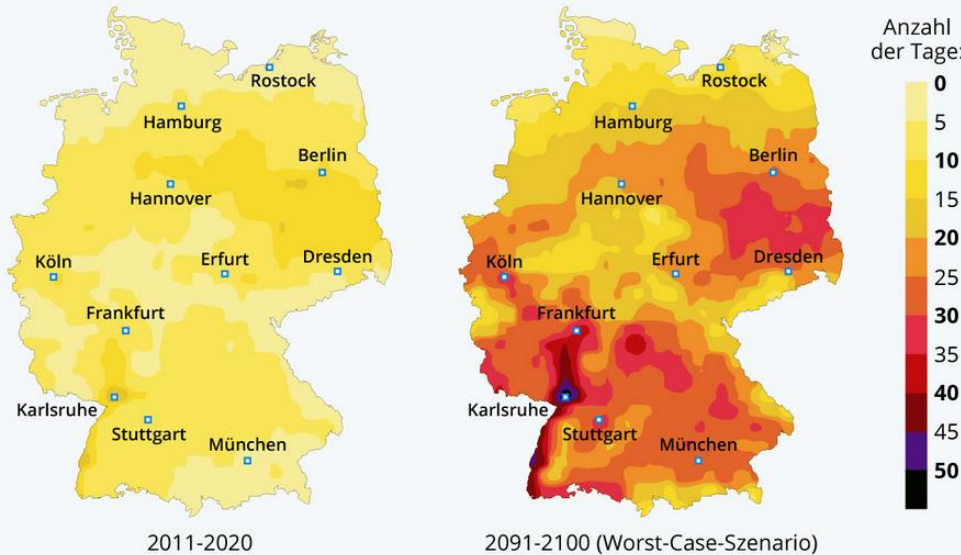 Rostock
Hamburg
Berlin
Hannover
Köln
Erfurt
Dresden
Frankfurt
Karlsruhe
Stuttgart
München
2011-2020
Rostock
Hamburg
Berlin
Hannover
Köln
Erfurt
Dresden
Frankfurt
Karlsruhe
Stuttgart
München
2091-2100 (Worst-Case-Szenario)
Anzahl
der Tage:
0
5
10
15
20
25
30
35
40
45
50